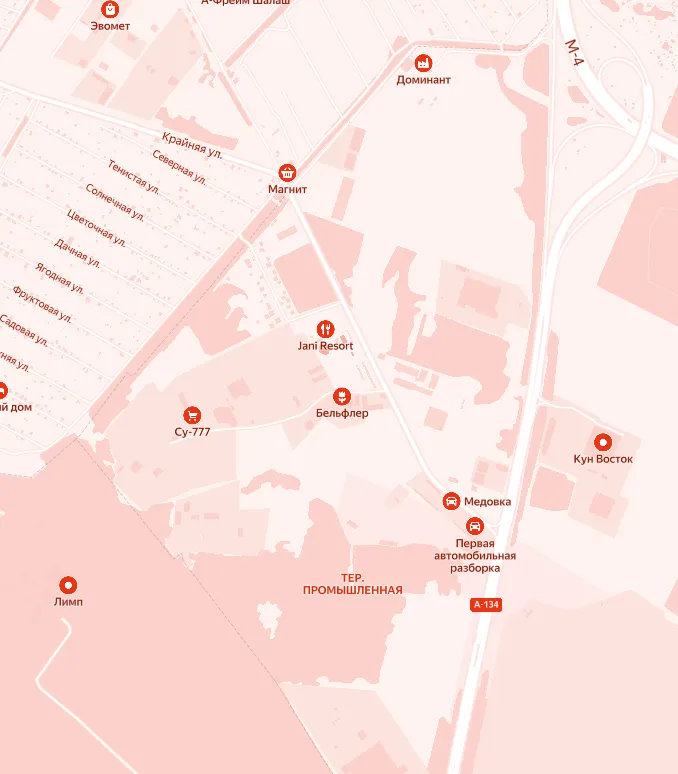 А-Фрейм Шалаш
Эвомет
М-4
Доминант
Крайняя ул.
Северная ул.
Тенистая ул.
Магнит
Солнечная ул.
Цветочная ул.
Дачная ул.
Ягодная ул.
Фруктовая ул.
Садовая ул.
Jani Resort
й дом
Бельфлер
Су-777
Кун Восток
Медовка
Первая
автомобильная
разборка
ТЕР.
ПРОМЫШЛЕННАЯ
Лимп
А-134